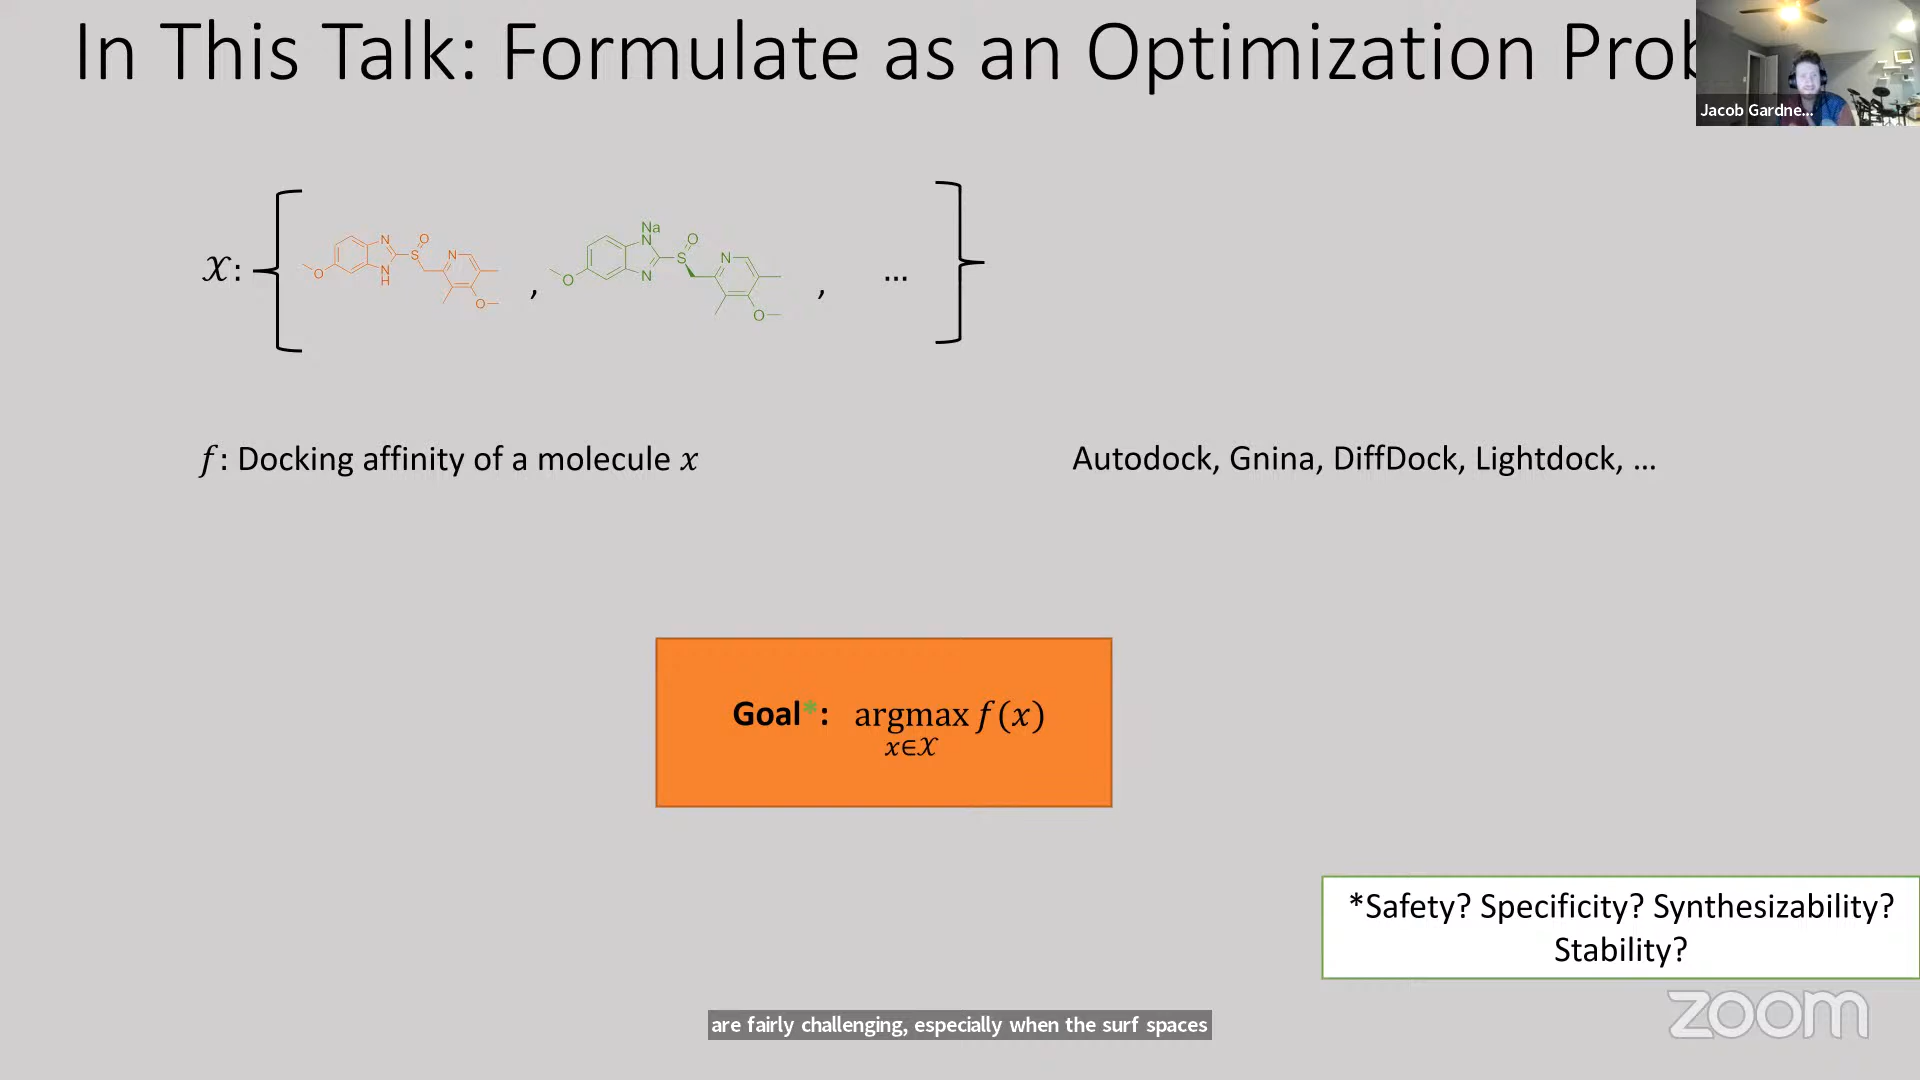 In This Talk: Formulate as an Optimization Prob
Jacob Gardne...
𝒳:
N
N
H
O
S
O
N
O
,
Na
N
N
O
S
O
N
O
,
...
f: Docking affinity of a molecule x
Autodock, Gnina, DiffDock, Lightdock, ...
Goal*: argmax f(x)
x∈𝒳
*Safety? Specificity? Synthesizability?
Stability?
zoom
are fairly challenging, especially when the surf spaces